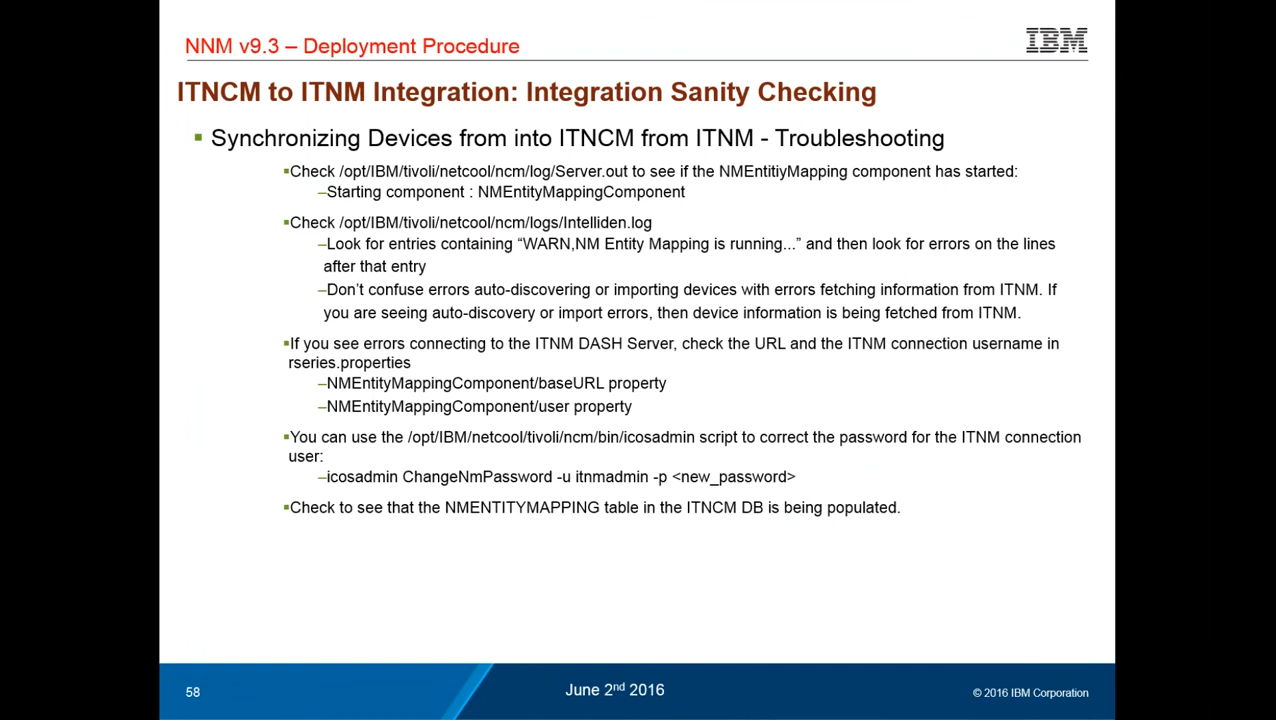 NNM v9.3 – Deployment Procedure
IBM
ITNCM to ITNM Integration: Integration Sanity Checking
▪ Synchronizing Devices from into ITNCM from ITNM - Troubleshooting
▪Check /opt/IBM/tivoli/netcool/ncm/log/Server.out to see if the NMEntitiyMapping component has started:
–Starting component : NMEntityMappingComponent
▪Check /opt/IBM/tivoli/netcool/ncm/logs/Intelliden.log
–Look for entries containing “WARN,NM Entity Mapping is running...” and then look for errors on the lines
after that entry
–Don’t confuse errors auto-discovering or importing devices with errors fetching information from ITNM. If
you are seeing auto-discovery or import errors, then device information is being fetched from ITNM.
▪If you see errors connecting to the ITNM DASH Server, check the URL and the ITNM connection username in
rseries.properties
–NMEntityMappingComponent/baseURL property
–NMEntityMappingComponent/user property
▪You can use the /opt/IBM/netcool/tivoli/ncm/bin/icosadmin script to correct the password for the ITNM connection
user:
–icosadmin ChangeNmPassword -u itnmadmin -p <new_password>
▪Check to see that the NMENTITYMAPPING table in the ITNCM DB is being populated.
58
June 2nd 2016
© 2016 IBM Corporation